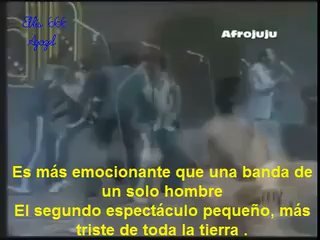 Afrojuju
Es más emocionante que una banda de
un solo hombre
El segundo espectáculo pequeño, más
triste de toda la tierra .